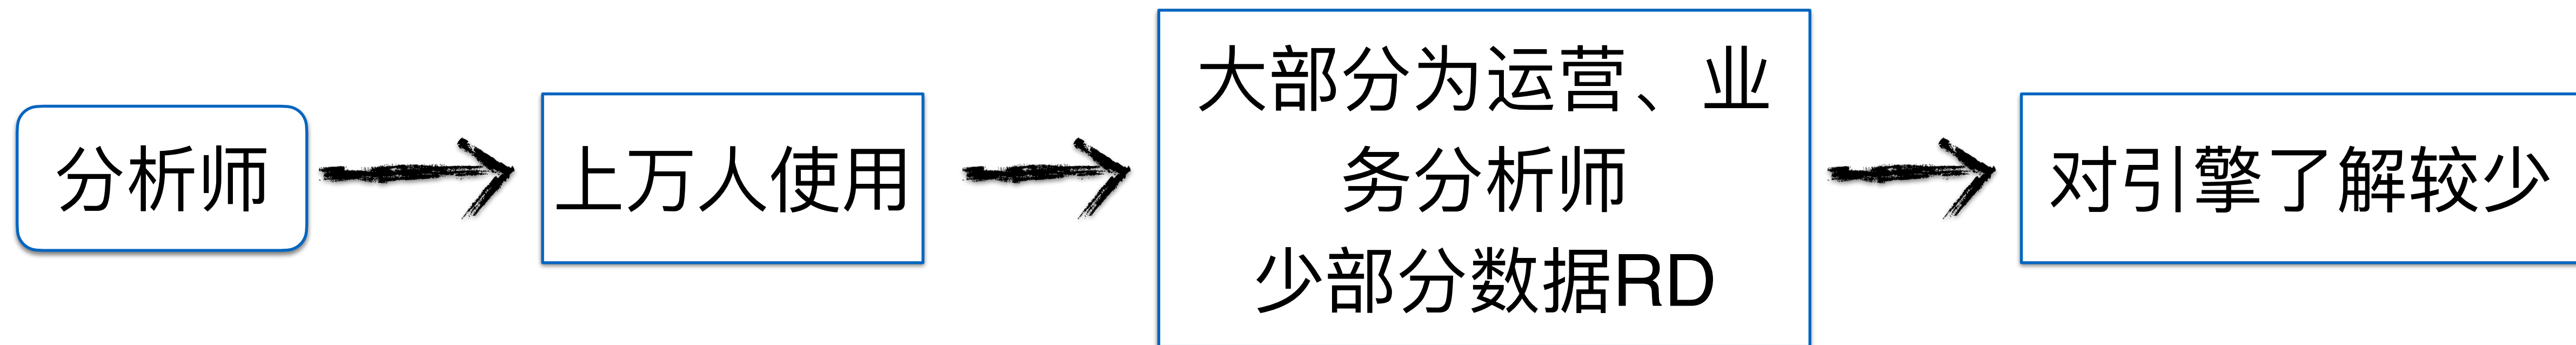 分析师
上万人使用
大部分为运营、业
务分析师
少部分数据RD
对引擎了解较少